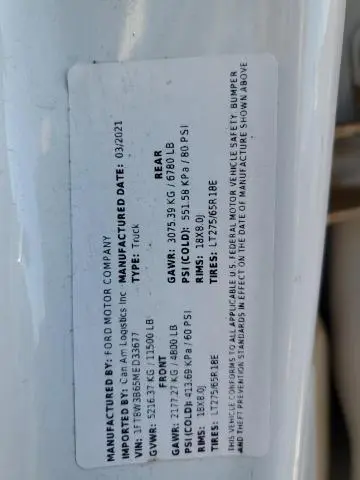 MANUFACTURED BY: FORD MOTOR COMPANY
IMPORTED BY: Can Am Logistics Inc MANUFACTURED DATE: 03/2021
VIN: 1FT8W3B65MED33677 TYPE: Truck
GVWR: 5216.37 KG / 11500 LB
FRONT REAR
GAWR: 2177.27 KG / 4800 LB GAWR: 3075.39 KG / 6780 LB
PSI (COLD): 413.69 KPa / 60 PSI PSI (COLD): 551.58 KPa / 80 PSI
RIMS: 18X8.0J RIMS: 18X8.0J
TIRES: LT275/65R18E TIRES: LT275/65R18E
THIS VEHICLE CONFORMS TO ALL APPLICABLE U.S. FEDERAL MOTOR VEHICLE SAFETY, BUMPER
STANDARDS IN EFFECT ON THE DATE OF MANUFACTURE SHOWN ABOVE